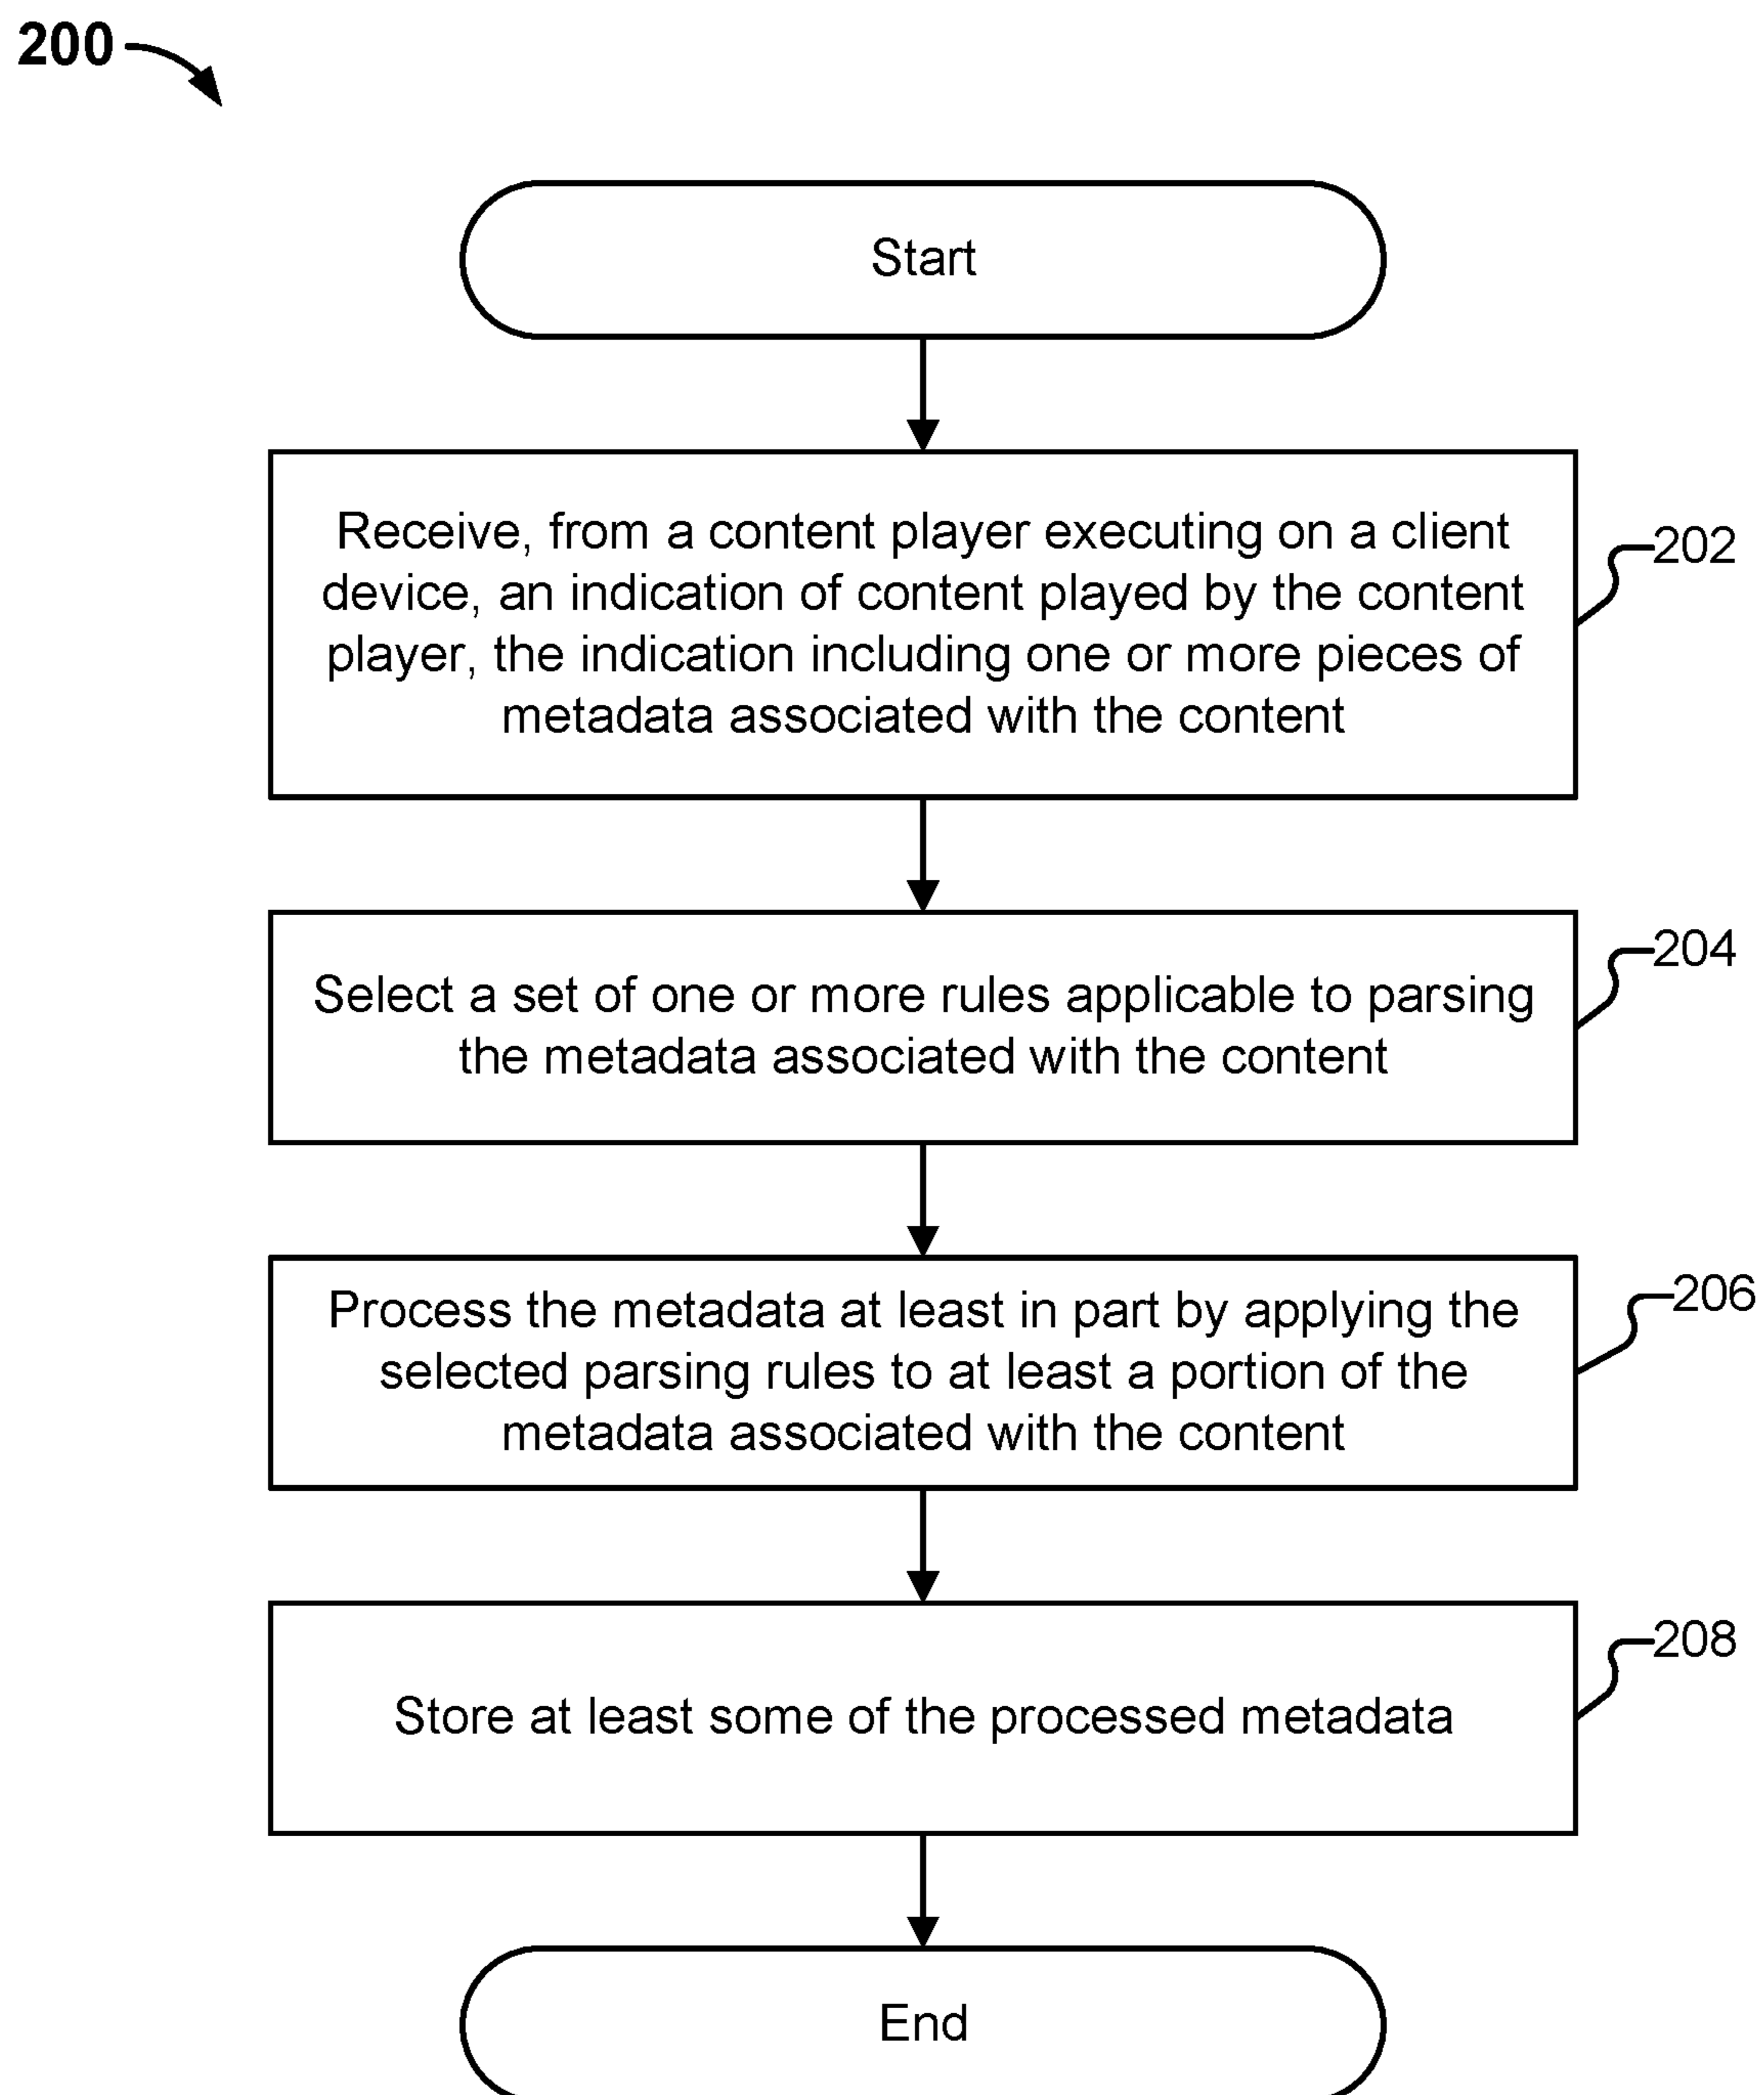 200
Start
Receive, from a content player executing on a client
device, an indication of content played by the content
player, the indication including one or more pieces of
metadata associated with the content
202
Select a set of one or more rules applicable to parsing
the metadata associated with the content
204
Process the metadata at least in part by applying the
selected parsing rules to at least a portion of the
metadata associated with the content
206
Store at least some of the processed metadata
208
End